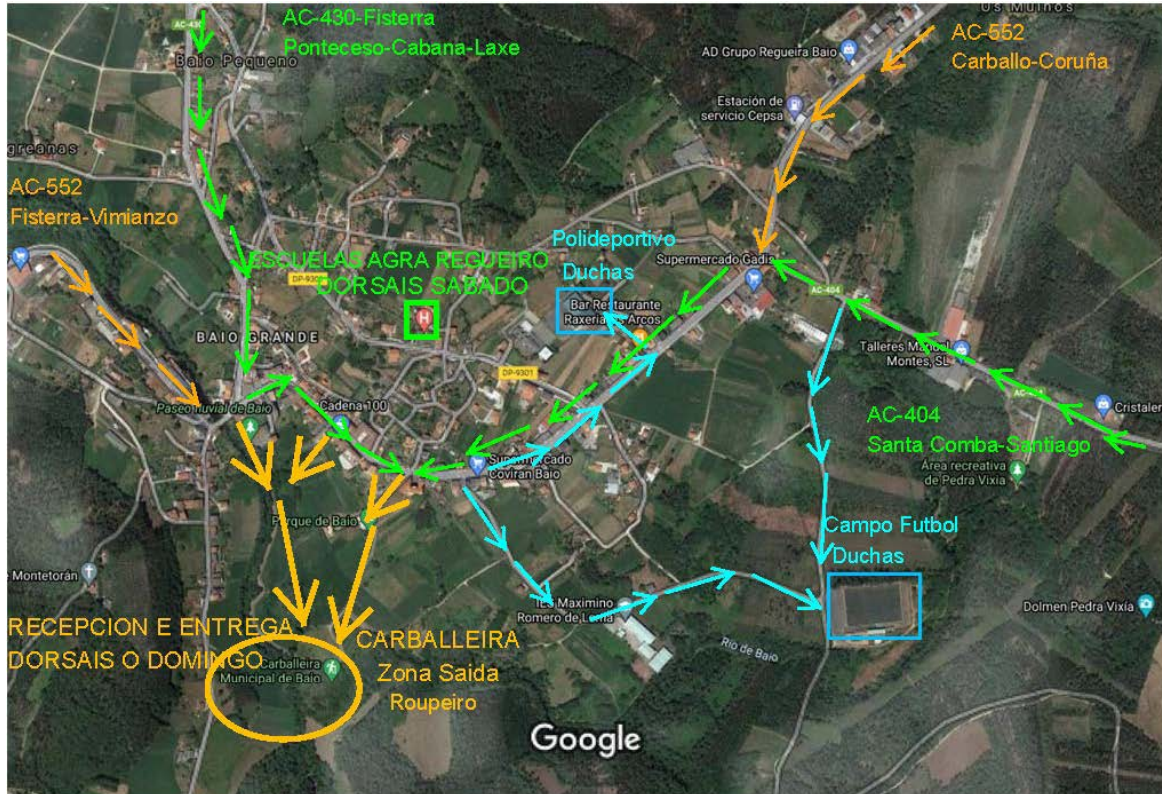 AC-430
AC-430-Fisterra
Ponteceso-Cabana-Laxe
Baio Pequeno
AC-552
Carballo-Coruña
AD Grupo Regueira Baio
Estación de
servicio Cepsa
AC-552
Fisterra-Vimianzo
Polideportivo
Duchas
Supermercado Gadis
ESCUELAS AGRA REGUEIRO
DORSAIS SABADO
AC-404
Bar Restaurante
H
BAIO GRANDE
DP-9301
Talleres Manuel
Montes, SL
Paseo fluvial de Baio
Cadena 100
AC-404
Santa Comba-Santiago
Área recreativa
de Pedra Vixía
Supermercado
Coviran Baio
Parque de Baio
Campo Futbol
Duchas
IES Maximino
Romero de Lema
Dolmen Pedra Vixía
Río de Baio
RECEPCION E ENTREGA
DORSAIS O DOMINGO
CARBALLEIRA
Zona Saida
Roupeiro
Carballeira
Municipal de Baio
Google